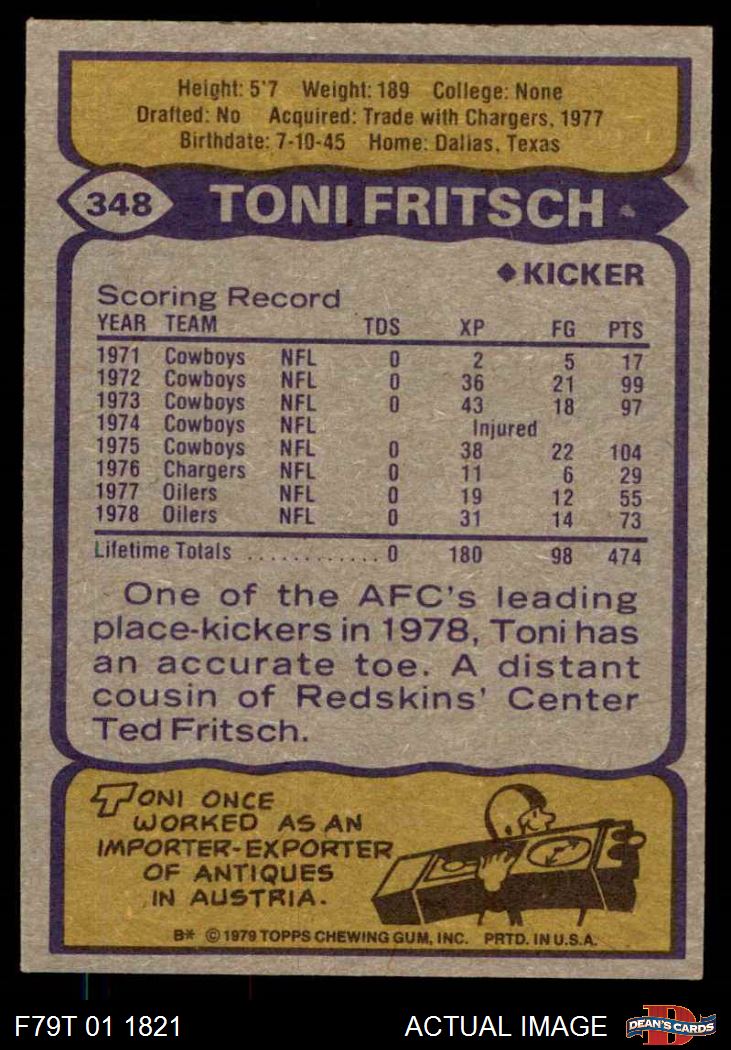 Height: 5'7 Weight: 189 College: None
Drafted: No Acquired: Trade with Chargers, 1977
Birthdate: 7-10-45 Home: Dallas, Texas
348 TONI FRITSCH
◆ KICKER
Scoring Record
YEAR TEAM TDS XP FG PTS
1971 Cowboys NFL 0 2 5 17
1972 Cowboys NFL 0 36 21 99
1973 Cowboys NFL 0 43 18 97
1974 Cowboys NFL Injured
1975 Cowboys NFL 0 38 22 104
1976 Chargers NFL 0 11 6 29
1977 Oilers NFL 0 19 12 55
1978 Oilers NFL 0 31 14 73
Lifetime Totals ............ 0 180 98 474
One of the AFC's leading
place-kickers in 1978, Toni has
an accurate toe. A distant
cousin of Redskins' Center
Ted Fritsch.
TONI ONCE
WORKED AS AN
IMPORTER-EXPORTER
OF ANTIQUES
IN AUSTRIA.
B* © 1979 TOPPS CHEWING GUM, INC. PRTD. IN U.S.A.
F79T 01 1821 ACTUAL IMAGE D DEAN'S CARDS